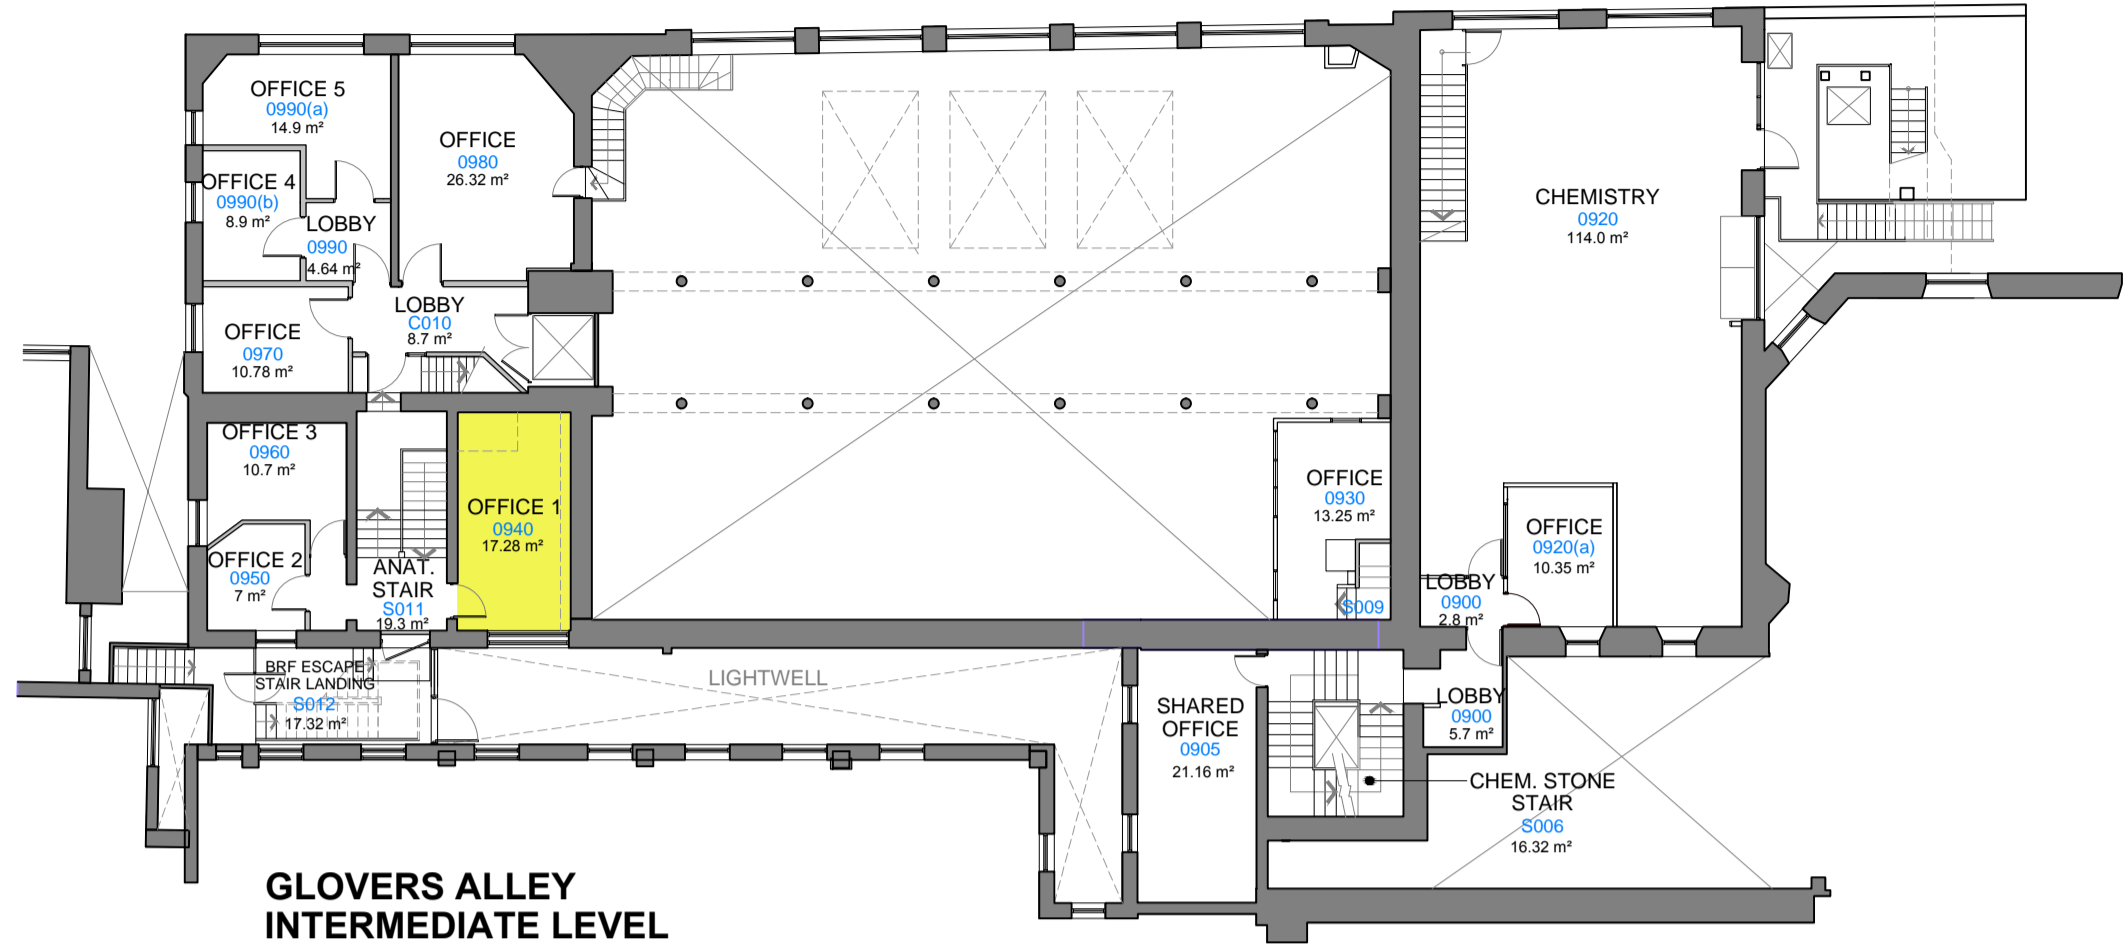 OFFICE 5
0990(a)
14.9 m²
OFFICE 4
0990(b)
8.9 m²
LOBBY
0990
4.64 m²
OFFICE
0980
26.32 m²
LOBBY
C010
8.7 m²
OFFICE
0970
10.78 m²
OFFICE 3
0960
10.7 m²
OFFICE 2
0950
7 m²
ANAT.
STAIR
S011
19.3 m²
OFFICE 1
0940
17.28 m²
BRF ESCAPE
STAIR LANDING
S012
17.32 m²
LIGHTWELL
OFFICE
0930
13.25 m²
S009
CHEMISTRY
0920
114.0 m²
OFFICE
0920(a)
10.35 m²
LOBBY
0900
2.8 m²
LOBBY
0900
5.7 m²
SHARED
OFFICE
0905
21.16 m²
CHEM. STONE
STAIR
S006
16.32 m²
GLOVERS ALLEY
INTERMEDIATE LEVEL